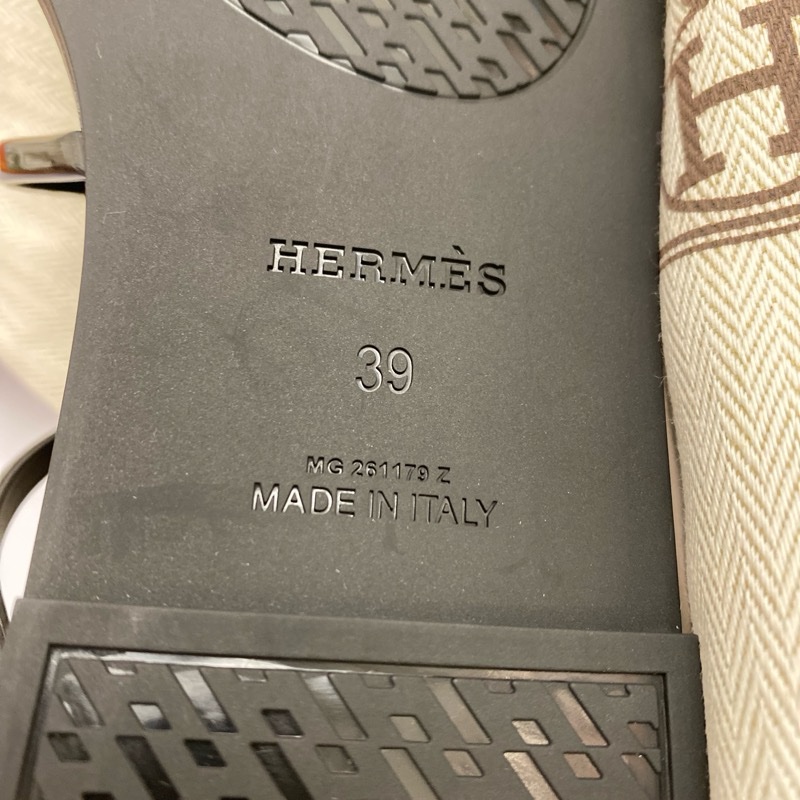 HERMÈS
39
MG 261179 Z
MADE IN ITALY
H